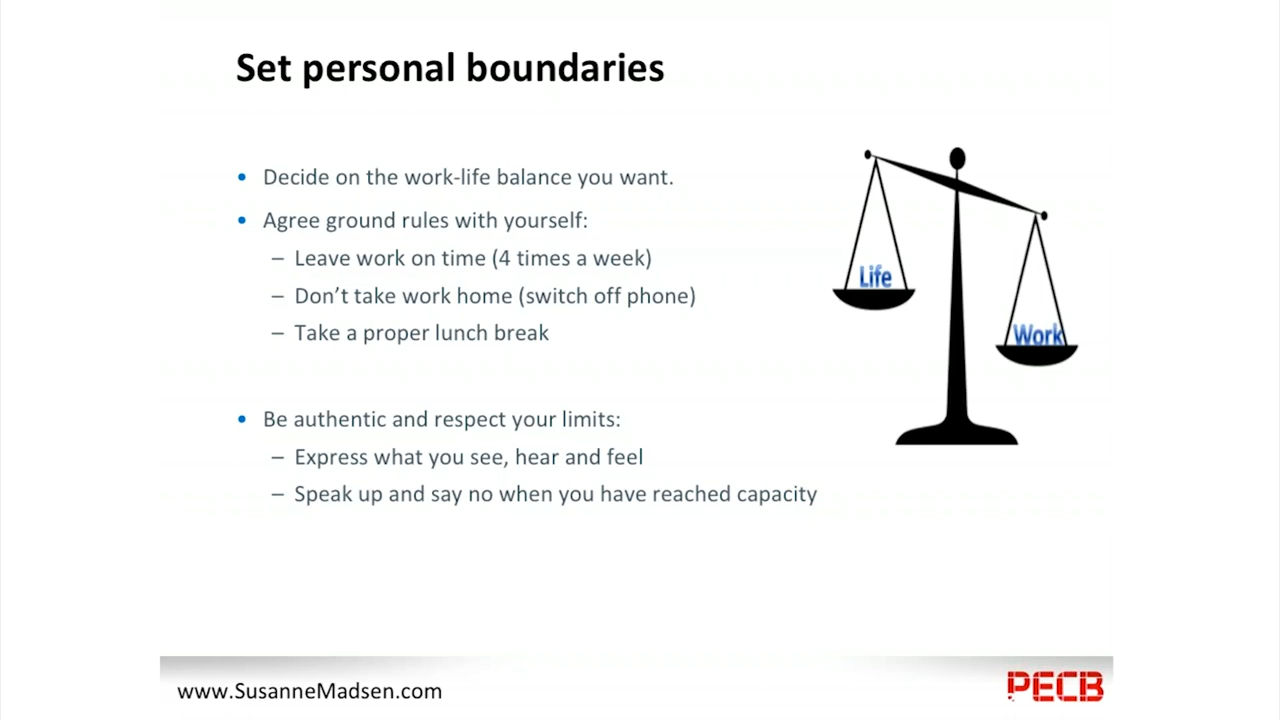 Set personal boundaries
• Decide on the work-life balance you want.
• Agree ground rules with yourself:
– Leave work on time (4 times a week)
– Don’t take work home (switch off phone)
– Take a proper lunch break
• Be authentic and respect your limits:
– Express what you see, hear and feel
– Speak up and say no when you have reached capacity
Life
Work
www.SusanneMadsen.com
PECB